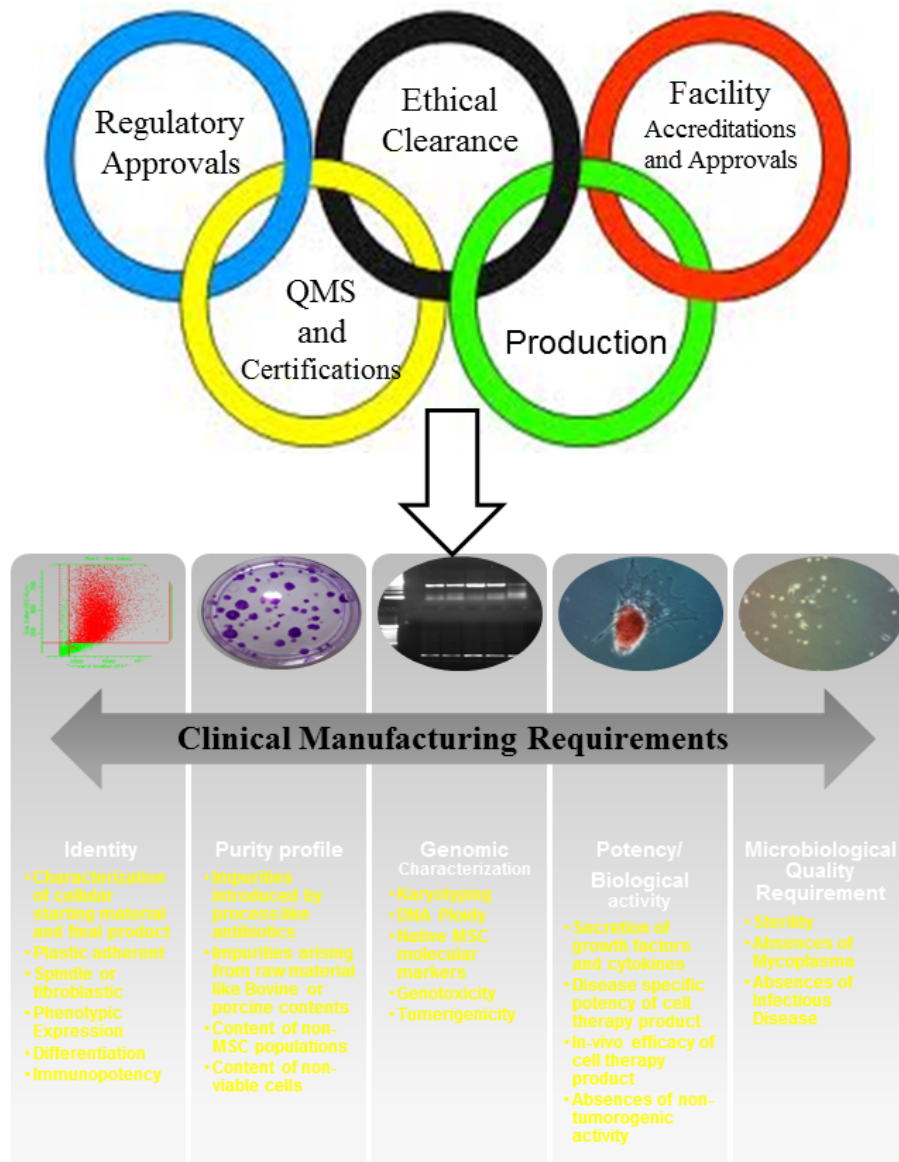 Regulatory
Approvals
Ethical
Clearance
Facility
Accreditations
and Approvals
QMS
and
Certifications
Production
Clinical Manufacturing Requirements
Identity
•Characterization
of cellular
starting material
and final product
•Plastic adherent
•Spindle or
fibroblastic
•Phenotypic
Expression
•Differentiation
•Immunopotency
Purity profile
•Impurities
introduced by
process like
antibiotics
•Impurities arising
from raw material
like Bovine or
porcine contents
•Content of non-
MSC populations
•Content of non-
viable cells
Genomic
Characterization
•Karyotyping
•DNA Ploidy
•Native MSC
molecular
markers
•Genotoxicity
•Tumerigenicity
Potency/
Biological
activity
•Secretion of
growth factors
and cytokines
•Disease specific
potency of cell
therapy product
•In-vivo efficacy of
cell therapy
product
•Absences of non-
tumorogenic
activity
Microbiological
Quality
Requirement
•Sterility
•Absences of
Mycoplasma
•Absences of
Infectious
Disease